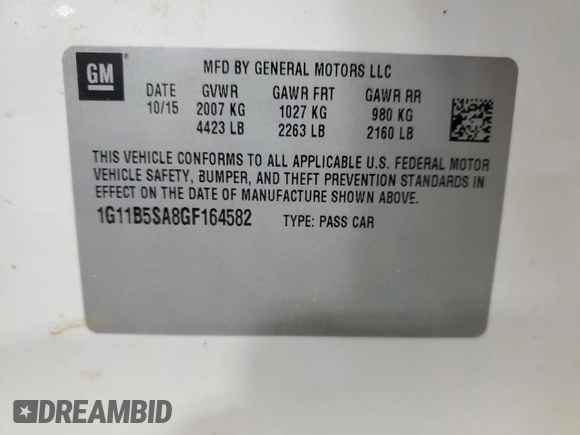 GM
MFD BY GENERAL MOTORS LLC
DATE GVWR GAWR FRT GAWR RR
10/15 2007 KG 1027 KG 980 KG
4423 LB 2263 LB 2160 LB
THIS VEHICLE CONFORMS TO ALL APPLICABLE U.S. FEDERAL MOTOR
VEHICLE SAFETY, BUMPER, AND THEFT PREVENTION STANDARDS IN
EFFECT ON THE DATE OF MANUFACTURE SHOWN ABOVE.
1G11B5SA8GF164582 TYPE: PASS CAR
DREAMBID